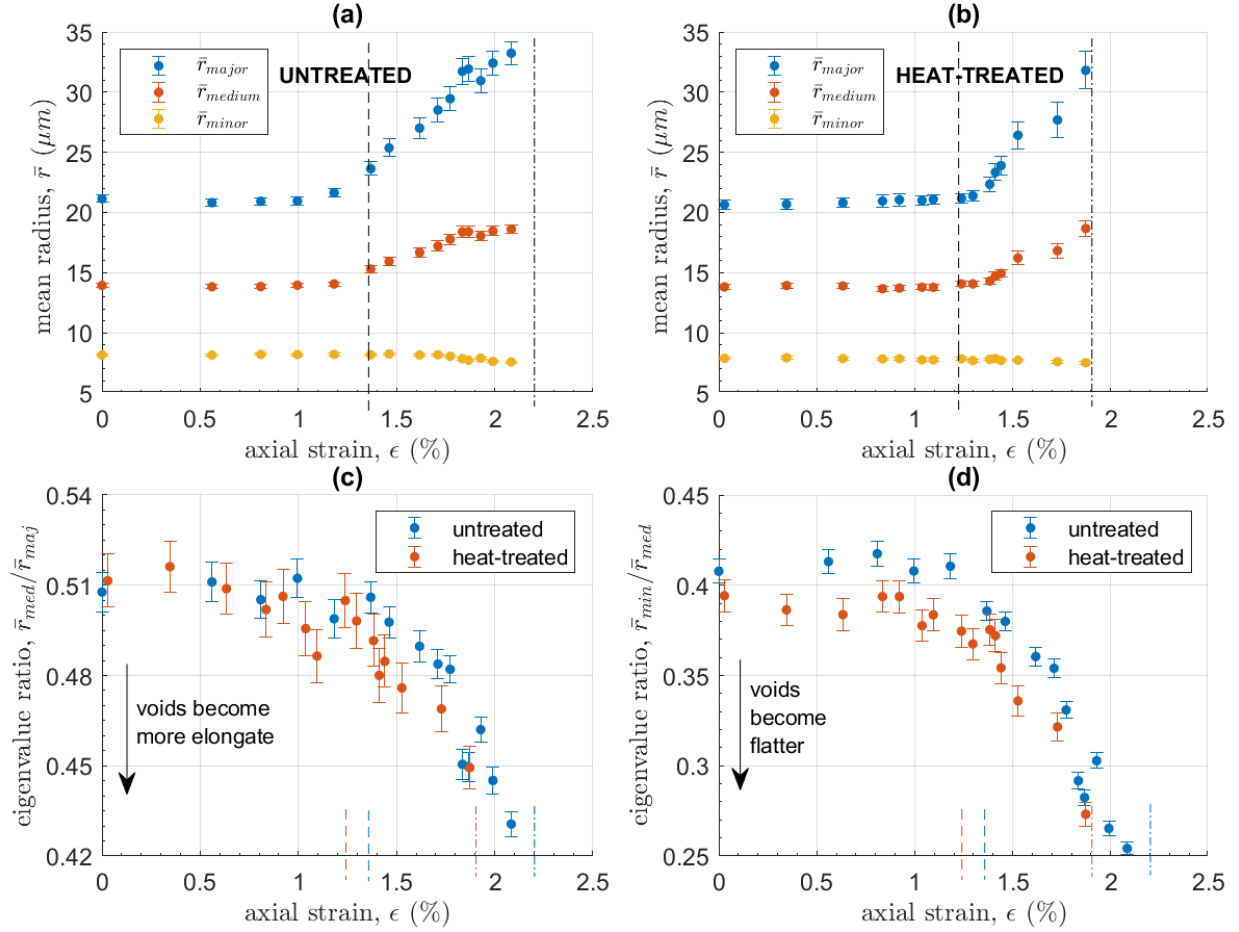 (a)
35
30
25
20
15
10
5
mean radius, r̄ (μm)
r̄major
r̄medium
r̄minor
UNTREATED
0 0.5 1 1.5 2 2.5
axial strain, ϵ (%)
(b)
35
30
25
20
15
10
5
mean radius, r̄ (μm)
r̄major
r̄medium
r̄minor
HEAT-TREATED
0 0.5 1 1.5 2 2.5
axial strain, ϵ (%)
(c)
0.54
0.51
0.48
0.45
0.42
eigenvalue ratio, r̄med/r̄maj
untreated
heat-treated
voids become
more elongate
0 0.5 1 1.5 2 2.5
axial strain, ϵ (%)
(d)
0.45
0.4
0.35
0.3
0.25
eigenvalue ratio, r̄min/r̄med
untreated
heat-treated
voids
become
flatter
0 0.5 1 1.5 2 2.5
axial strain, ϵ (%)